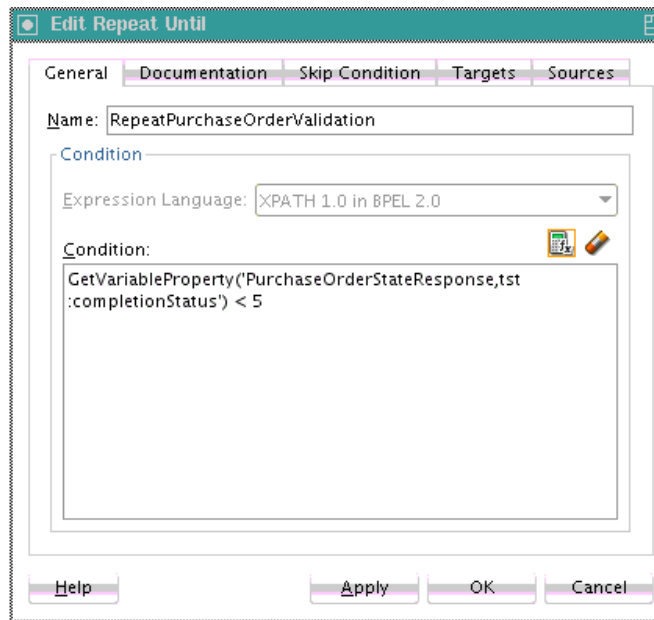 Edit Repeat Until
General Documentation Skip Condition Targets Sources
Name: RepeatPurchaseOrderValidation
Condition
Expression Language: XPATH 1.0 in BPEL 2.0
Condition:
GetVariableProperty('PurchaseOrderStateResponse,tst
:completionStatus') < 5
Help Apply OK Cancel